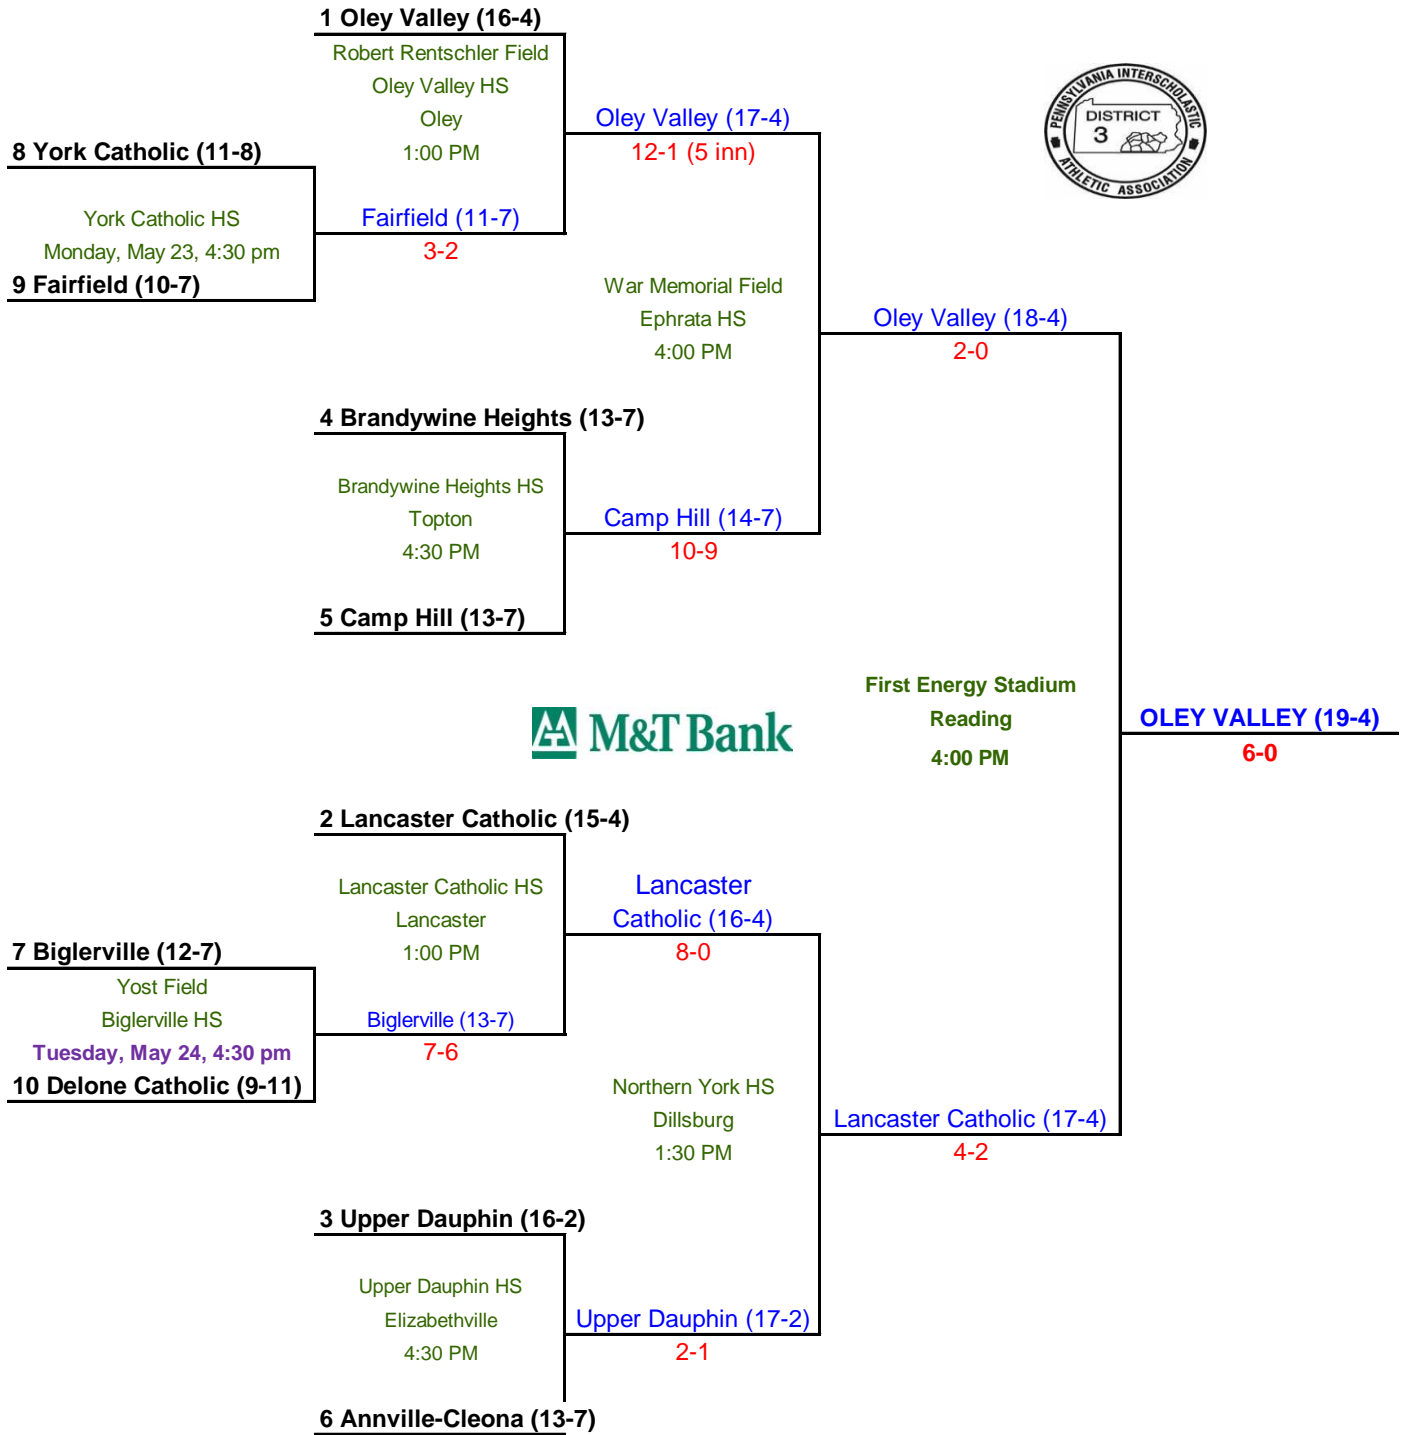 1 Oley Valley (16-4)
Robert Rentschler Field
Oley Valley HS
Oley
1:00 PM
Oley Valley (17-4)
12-1 (5 inn)
PENNSYLVANIA INTERSCHOLASTIC
DISTRICT
3
ATHLETIC ASSOCIATION
8 York Catholic (11-8)
York Catholic HS
Monday, May 23, 4:30 pm
9 Fairfield (10-7)
Fairfield (11-7)
3-2
War Memorial Field
Ephrata HS
4:00 PM
Oley Valley (18-4)
2-0
4 Brandywine Heights (13-7)
Brandywine Heights HS
Topton
4:30 PM
Camp Hill (14-7)
10-9
5 Camp Hill (13-7)
First Energy Stadium
Reading
4:00 PM
M&T Bank
OLEY VALLEY (19-4)
6-0
2 Lancaster Catholic (15-4)
Lancaster Catholic HS
Lancaster
1:00 PM
Lancaster
Catholic (16-4)
8-0
7 Biglerville (12-7)
Yost Field
Biglerville HS
Tuesday, May 24, 4:30 pm
10 Delone Catholic (9-11)
Biglerville (13-7)
7-6
Northern York HS
Dillsburg
1:30 PM
Lancaster Catholic (17-4)
4-2
3 Upper Dauphin (16-2)
Upper Dauphin HS
Elizabethville
4:30 PM
Upper Dauphin (17-2)
2-1
6 Annville-Cleona (13-7)